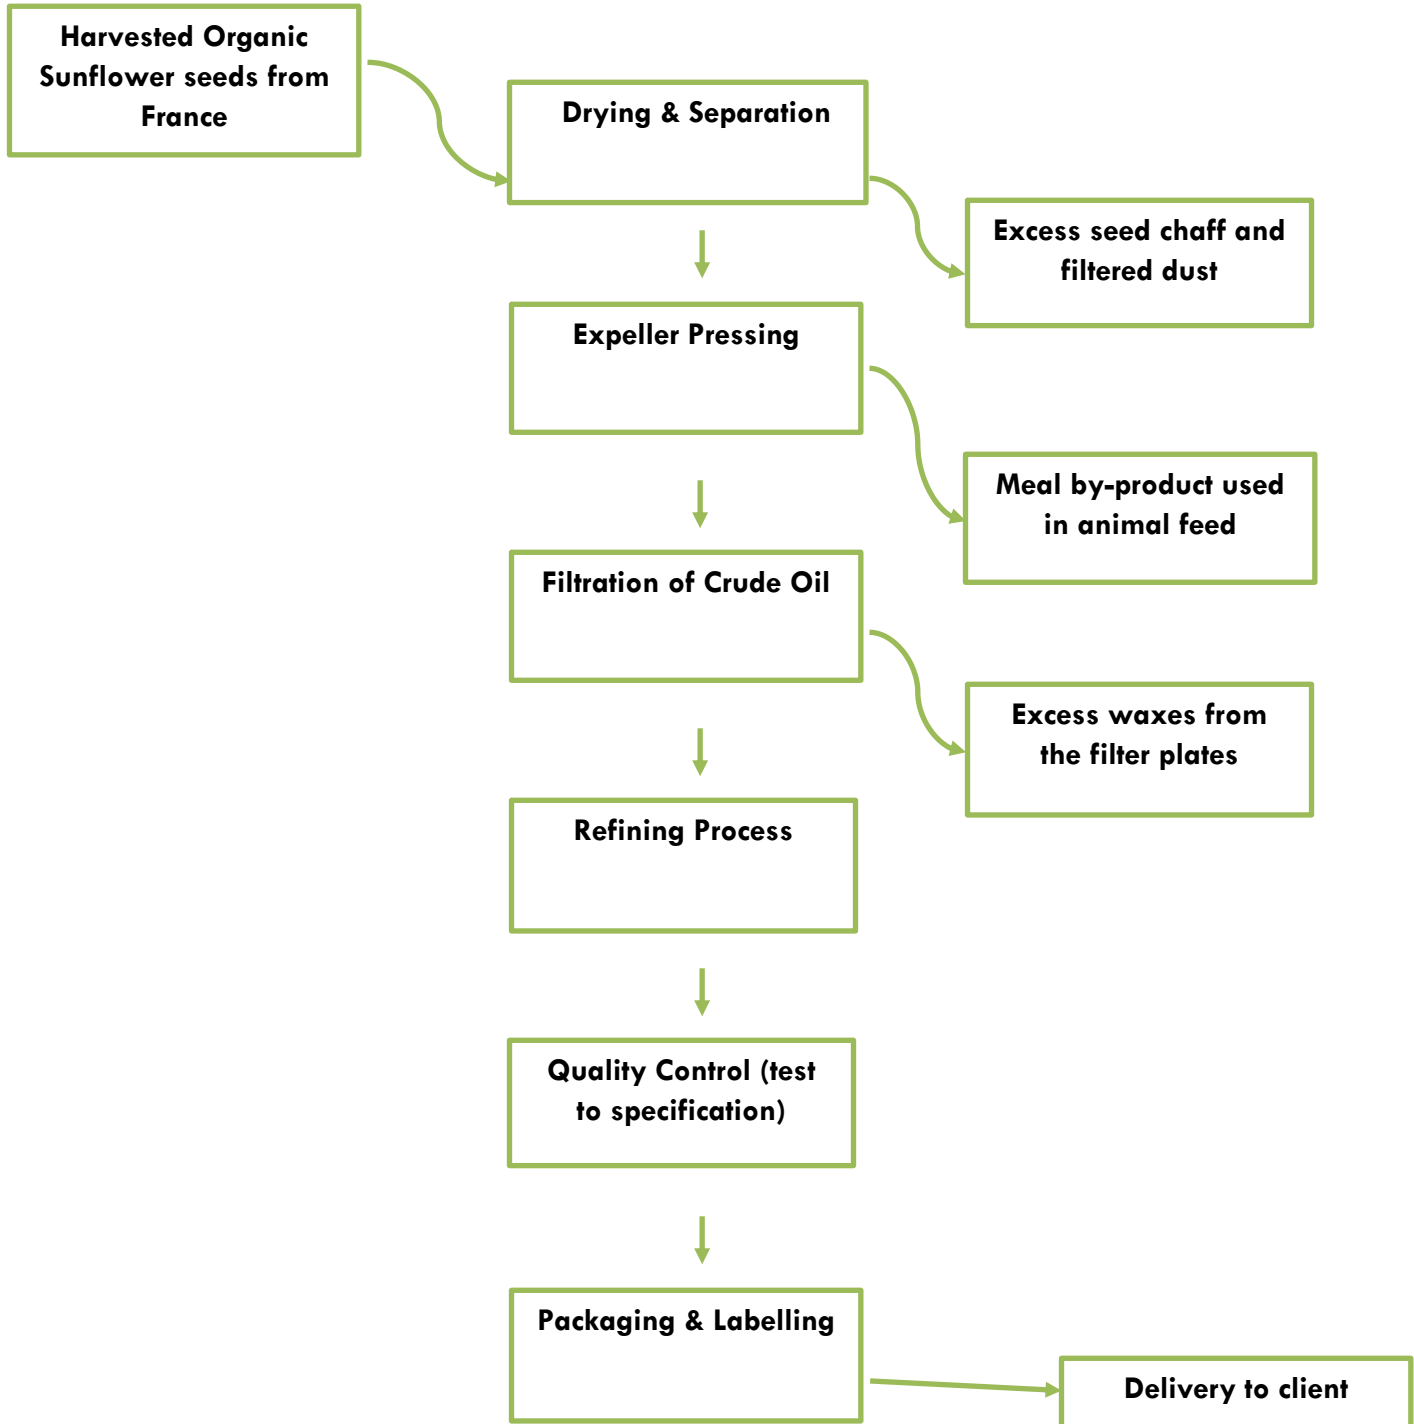 Harvested Organic
Sunflower seeds from
France
Drying & Separation
Excess seed chaff and
filtered dust
Expeller Pressing
Meal by-product used
in animal feed
Filtration of Crude Oil
Excess waxes from
the filter plates
Refining Process
Quality Control (test
to specification)
Packaging & Labelling
Delivery to client